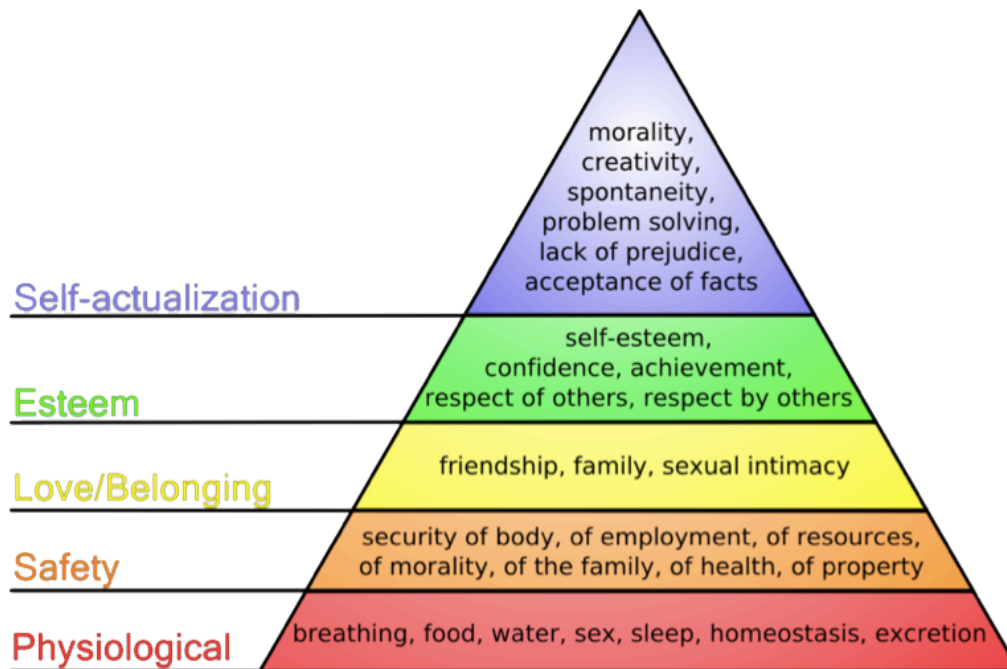 morality,
creativity,
spontaneity,
problem solving,
lack of prejudice,
acceptance of facts
Self-actualization
self-esteem,
confidence, achievement,
respect of others, respect by others
Esteem
friendship, family, sexual intimacy
Love/Belonging
security of body, of employment, of resources,
of morality, of the family, of health, of property
Safety
breathing, food, water, sex, sleep, homeostasis, excretion
Physiological